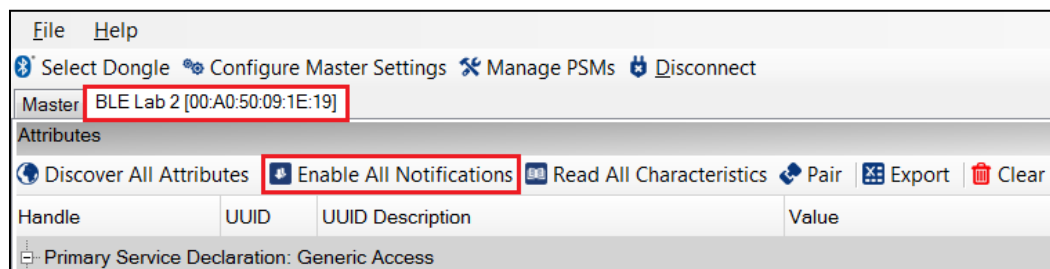 File Help
Select Dongle Configure Master Settings Manage PSMs Disconnect
Master BLE Lab 2 [00:A0:50:09:1E:19]
Attributes
Discover All Attributes Enable All Notifications Read All Characteristics Pair Export Clear
Handle UUID UUID Description Value
Primary Service Declaration: Generic Access